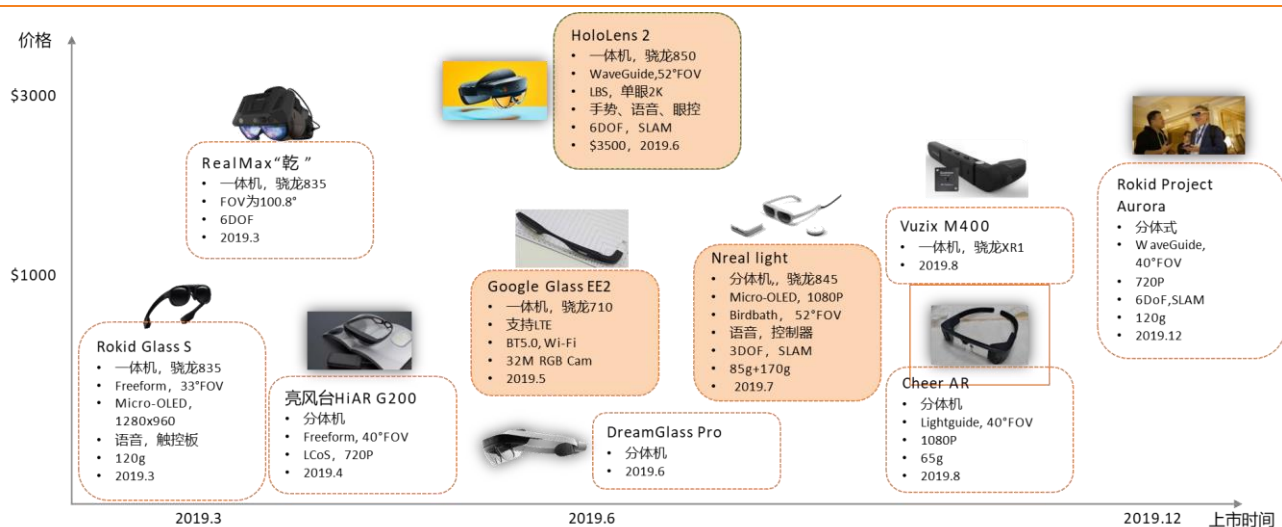 价格
$3000
$1000
RealMax“乾 ”
• 一体机，骁龙835
• FOV为100.8°
• 6DOF
• 2019.3
HoloLens 2
• 一体机，骁龙850
• WaveGuide,52°FOV
• LBS，单眼2K
• 手势、语音、眼控
• 6DOF，SLAM
• $3500，2019.6
Rokid Glass S
• 一体机，骁龙835
• Freeform，33°FOV
• Micro-OLED，
1280x960
• 语音，触控板
• 120g
• 2019.3
亮风台HiAR G200
• 分体机
• Freeform, 40°FOV
• LCoS，720P
• 2019.4
Google Glass EE2
• 一体机，骁龙710
• 支持LTE
• BT5.0, Wi-Fi
• 32M RGB Cam
• 2019.5
DreamGlass Pro
• 分体机
• 2019.6
Nreal light
• 分体机,，骁龙845
• Micro-OLED, 1080P
• Birdbath， 52°FOV
• 语音，控制器
• 3DOF，SLAM
• 85g+170g
• 2019.7
Vuzix M400
• 一体机，骁龙XR1
• 2019.8
Cheer AR
• 分体机
• Lightguide, 40°FOV
• 1080P
• 65g
• 2019.8
Rokid Project
Aurora
• 分体式
• WaveGuide,
40°FOV
• 720P
• 6DoF,SLAM
• 120g
• 2019.12
2019.3
2019.6
2019.12
上市时间